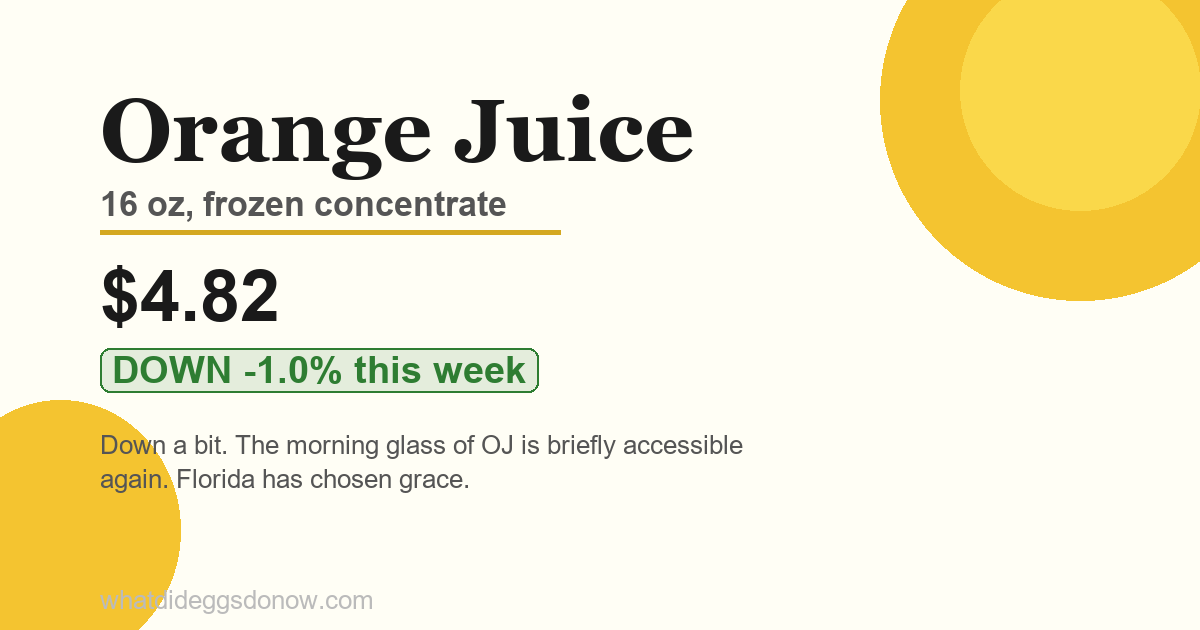 Orange Juice
16 oz, frozen concentrate
$4.82
DOWN -1.0% this week
Down a bit. The morning glass of OJ is briefly accessible
again. Florida has chosen grace.
whatdideggsdonow.com